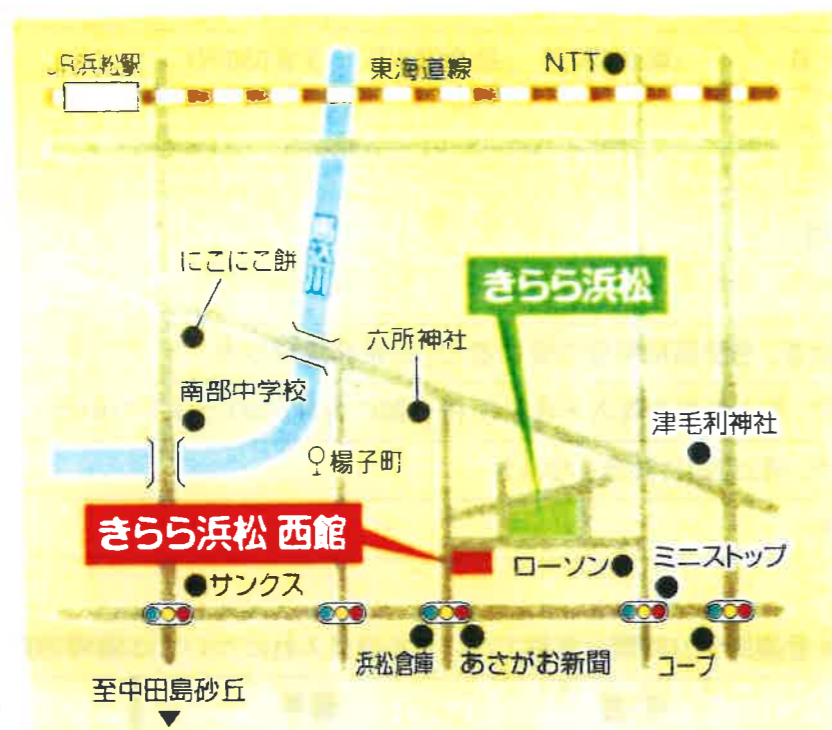 JR浜松駅
東海道線
NTT
馬込川
にこにこ餅
きらら浜松
六所神社
南部中学校
津毛利神社
楊子町
きらら浜松 西館
ローソン
ミニストップ
サンクス
浜松倉庫
あさがお新聞
コープ
至中田島砂丘